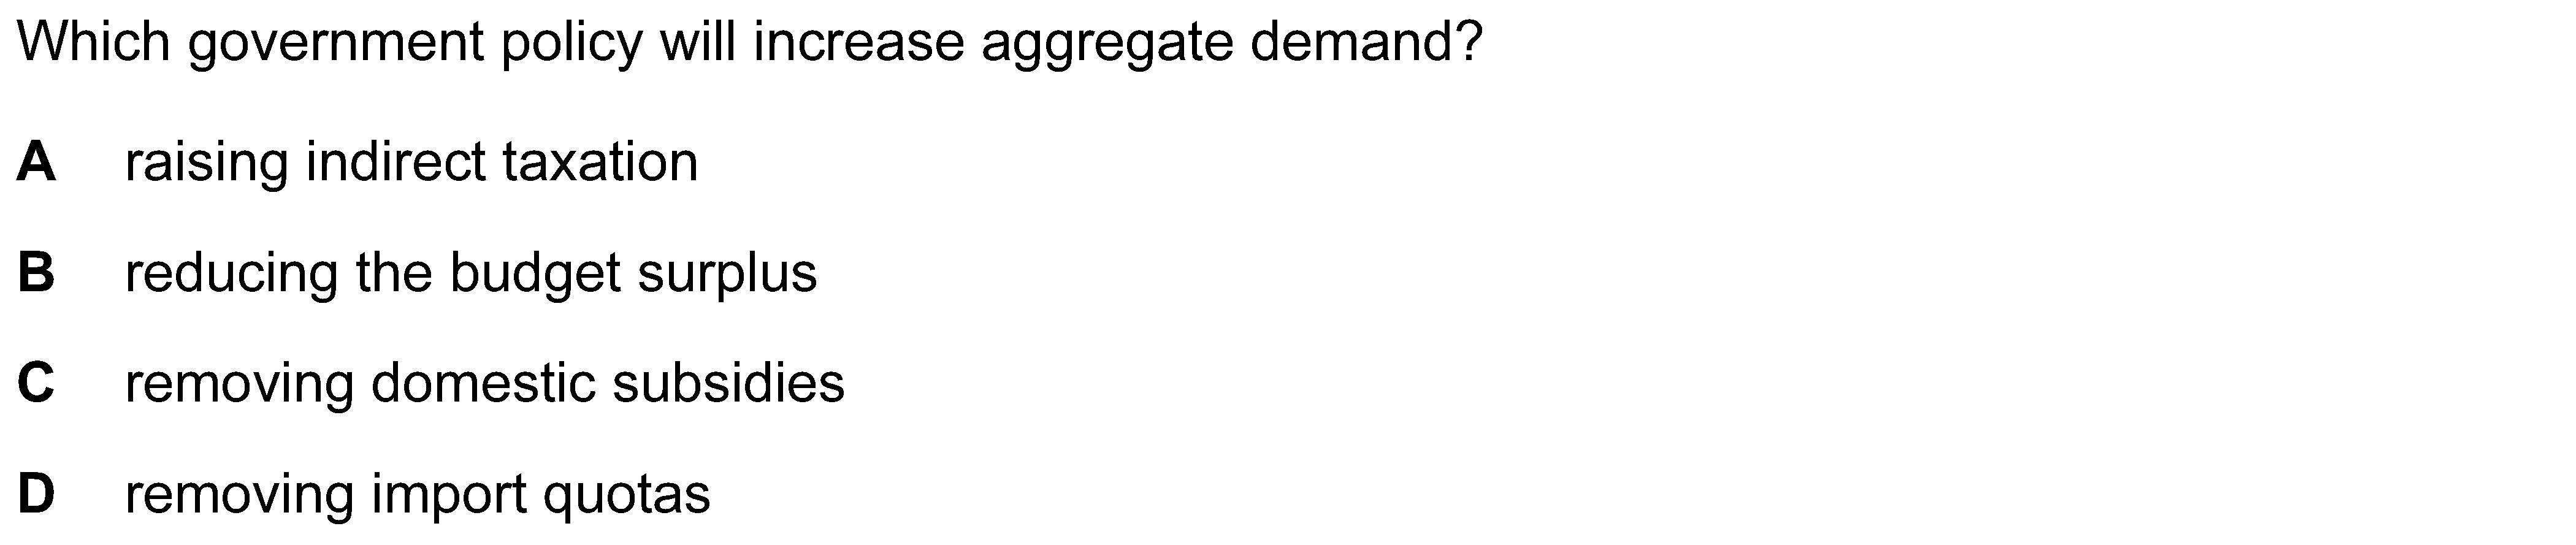 Which government policy will increase aggregate demand?
A raising indirect taxation
B reducing the budget surplus
C removing domestic subsidies
D removing import quotas